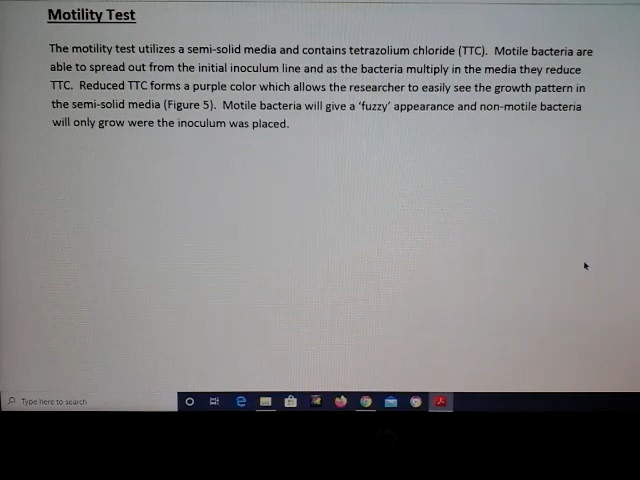 Motility Test
The motility test utilizes a semi-solid media and contains tetrazolium chloride (TTC). Motile bacteria are
able to spread out from the initial inoculum line and as the bacteria multiply in the media they reduce
TTC. Reduced TTC forms a purple color which allows the researcher to easily see the growth pattern in
the semi-solid media (Figure 5). Motile bacteria will give a ‘fuzzy’ appearance and non-motile bacteria
will only grow were the inoculum was placed.
Type here to search